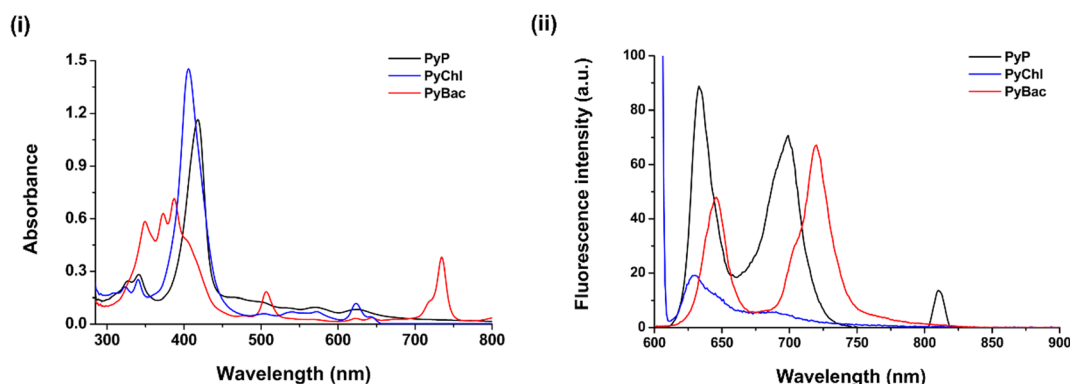 (i)
1.5
1.2
0.9
0.6
0.3
0.0
Absorbance
300 400 500 600 700 800
Wavelength (nm)
PyP
PyChl
PyBac
(ii)
100
80
60
40
20
0
Fluorescence intensity (a.u.)
600 650 700 750 800 850 900
Wavelength (nm)
PyP
PyChl
PyBac